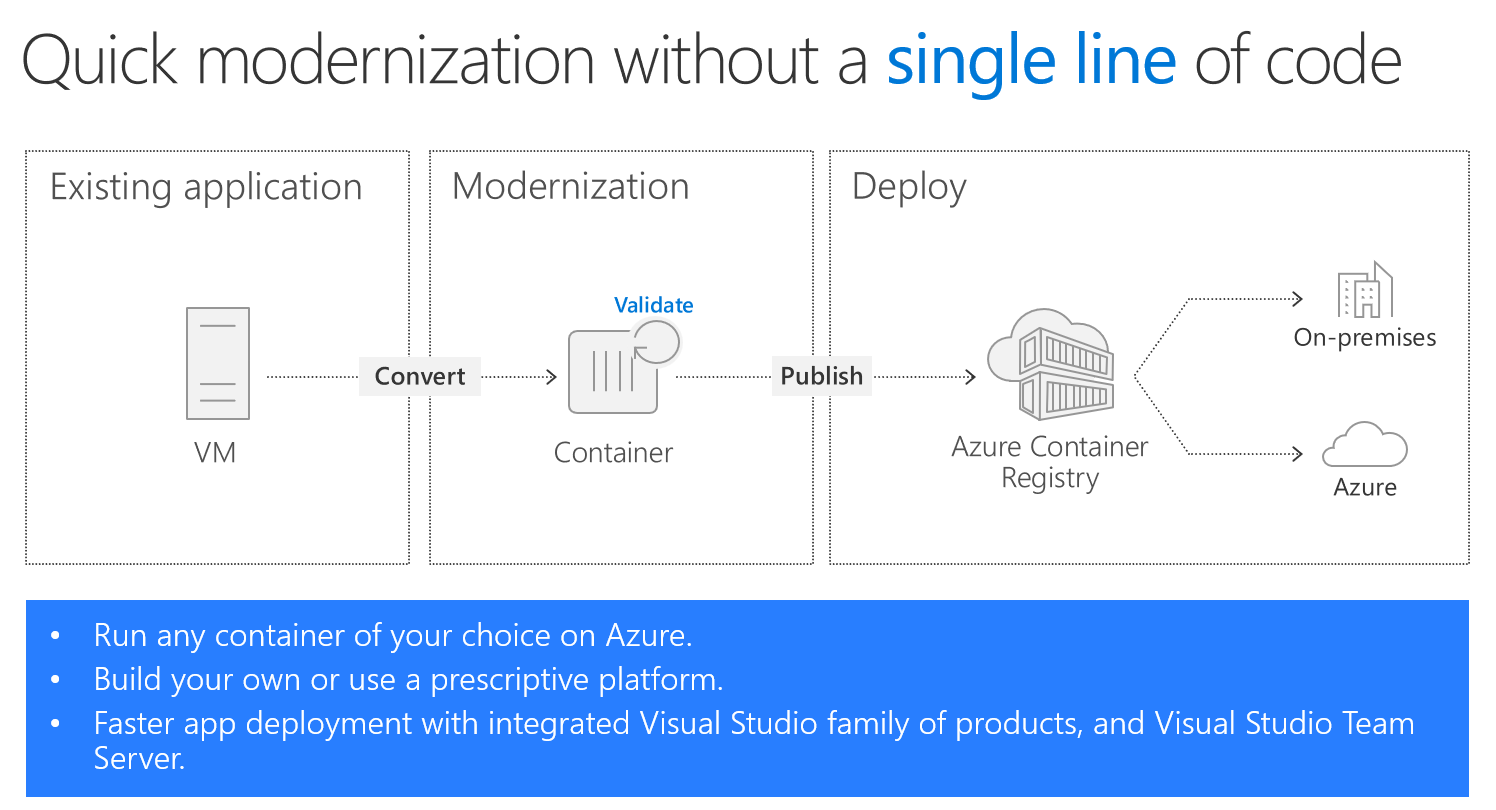 Quick modernization without a single line of code
Existing application
Modernization
Deploy
Validate
Convert
Publish
VM
Container
Azure Container
Registry
On-premises
Azure
• Run any container of your choice on Azure.
• Build your own or use a prescriptive platform.
• Faster app deployment with integrated Visual Studio family of products, and Visual Studio Team
Server.